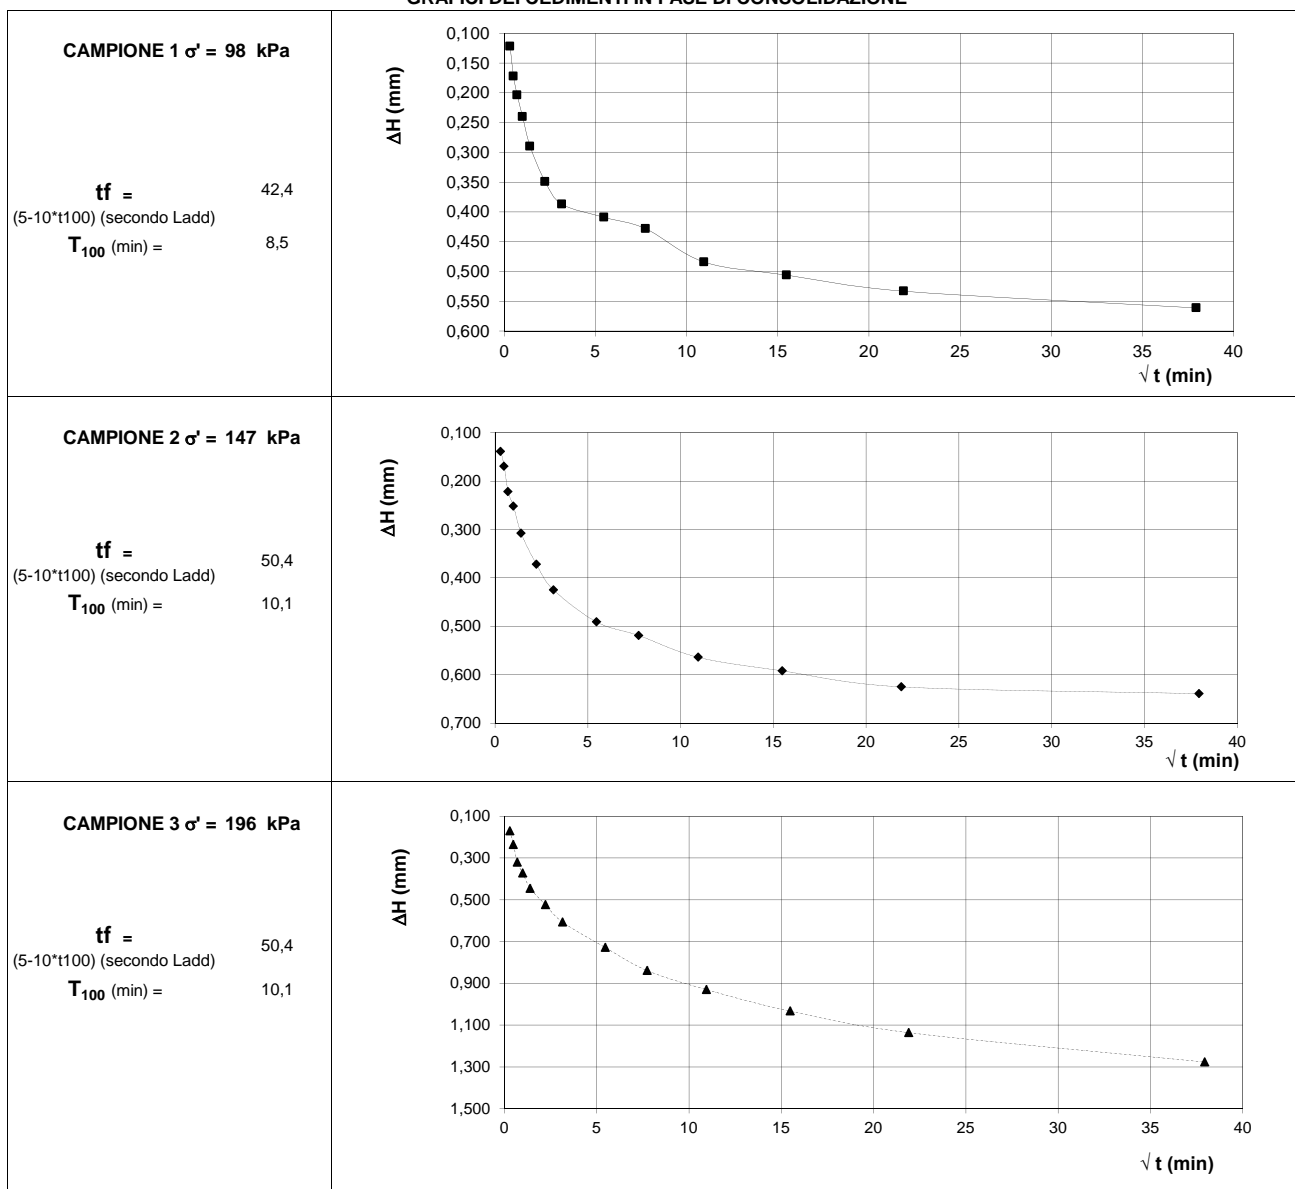 GRAFICI DEI CEDIMENTI IN FASE DI CONSOLIDAZIONE
CAMPIONE 1 σ' = 98 kPa
tf = 42,4
(5-10*t100) (secondo Ladd)
T100 (min) = 8,5
ΔH (mm)
0,100
0,150
0,200
0,250
0,300
0,350
0,400
0,450
0,500
0,550
0,600
0 5 10 15 20 25 30 35 40
√ t (min)
CAMPIONE 2 σ' = 147 kPa
tf = 50,4
(5-10*t100) (secondo Ladd)
T100 (min) = 10,1
ΔH (mm)
0,100
0,200
0,300
0,400
0,500
0,600
0,700
0 5 10 15 20 25 30 35 40
√ t (min)
CAMPIONE 3 σ' = 196 kPa
tf = 50,4
(5-10*t100) (secondo Ladd)
T100 (min) = 10,1
ΔH (mm)
0,100
0,300
0,500
0,700
0,900
1,100
1,300
1,500
0 5 10 15 20 25 30 35 40
√ t (min)